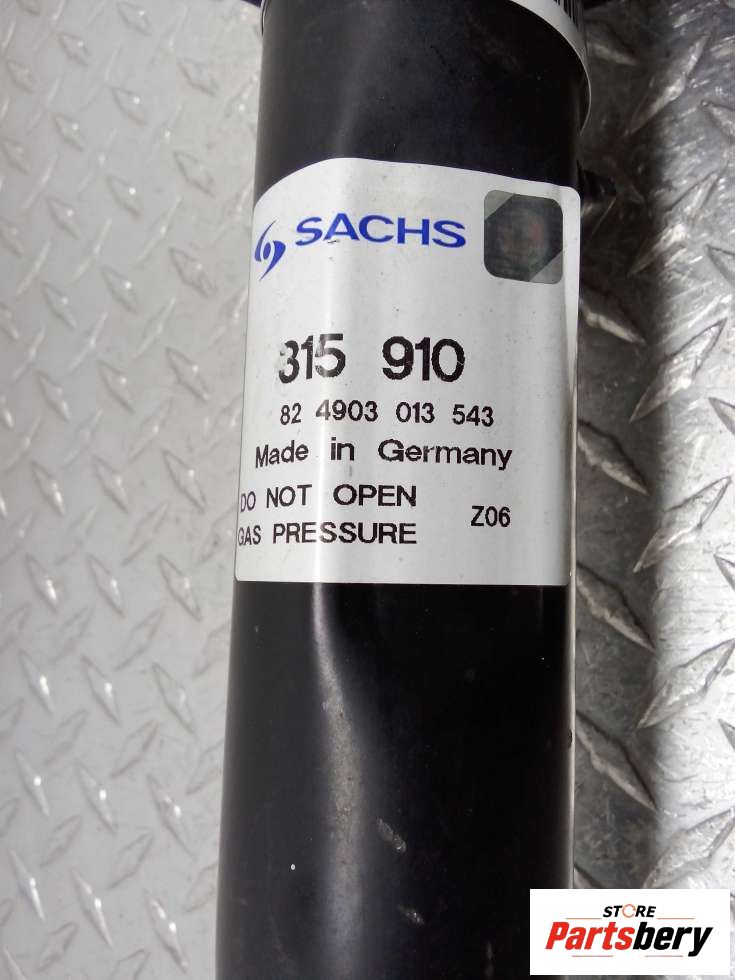 SACHS
315 910
82 4903 013 543
Made in Germany
DO NOT OPEN
GAS PRESSURE Z06
STORE
Partsbery